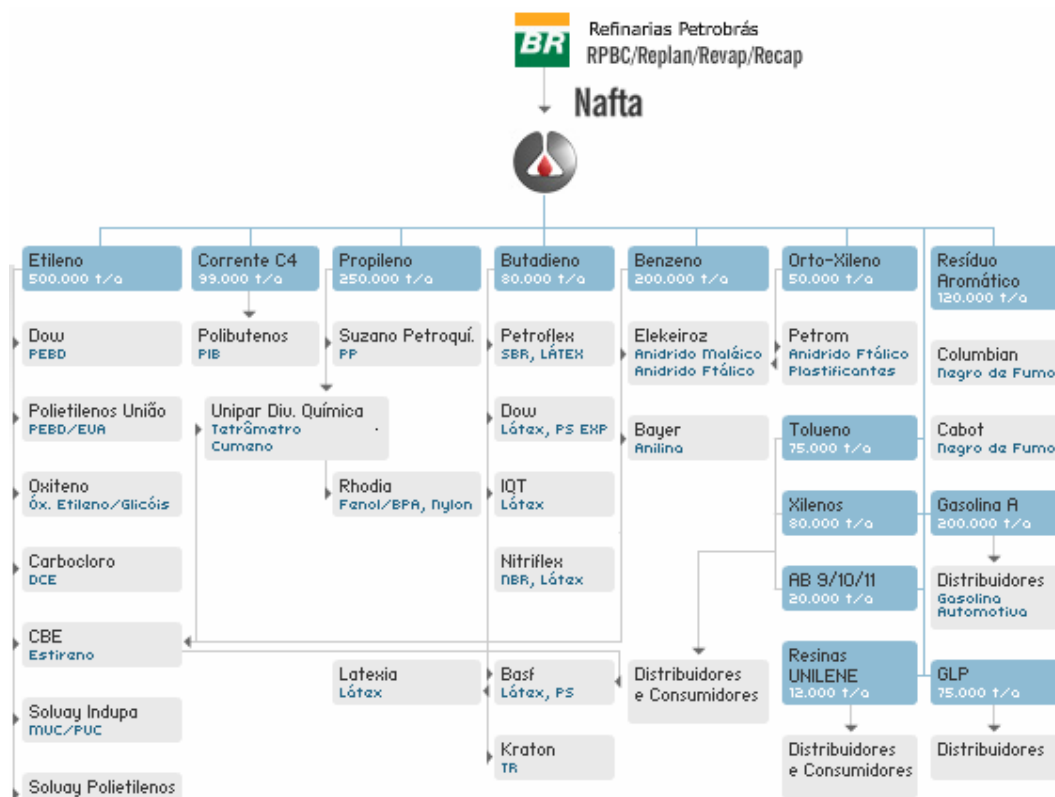 BR
Refinarias Petrobrás
RPBC/Replan/Revap/Recap
Nafta
Etileno
500.000 t/a
Corrente C4
99.000 t/a
Propileno
250.000 t/a
Butadieno
80.000 t/a
Benzeno
200.000 t/a
Orto-Xileno
50.000 t/a
Resíduo
Aromático
120.000 t/a
Dow
PEBD
Polibutenos
PIB
Suzano Petroquí.
PP
Petroflex
SBR, LÁTEX
Elekeiroz
Anidrido Maléico
Anidrido Ftálico
Petrom
Anidrido Ftálico
Plastificantes
Columbian
Negro de Fumo
Polietilenos União
PEBD/EVA
Unipar Div. Química
Tetrâmetro
Cumeno
Dow
Látex, PS EXP
Bayer
Anilina
Tolueno
75.000 t/a
Cabot
Negro de Fumo
Oxiteno
Óx. Etileno/Glicóis
Rhodia
Fenol/BPA, Nylon
IQT
Látex
Xilenos
80.000 t/a
Gasolina A
200.000 t/a
Carbocloro
DCE
Nitriflex
NBR, Látex
AB 9/10/11
20.000 t/a
Distribuidores
Gasolina
Automotiva
CBE
Estireno
Latexia
Látex
Basf
Látex, PS
Distribuidores
e Consumidores
Resinas
UNILENE
12.000 t/a
GLP
75.000 t/a
Solvay Indupa
MVC/PVC
Kraton
TR
Distribuidores
e Consumidores
Distribuidores
Solvay Polietilenos